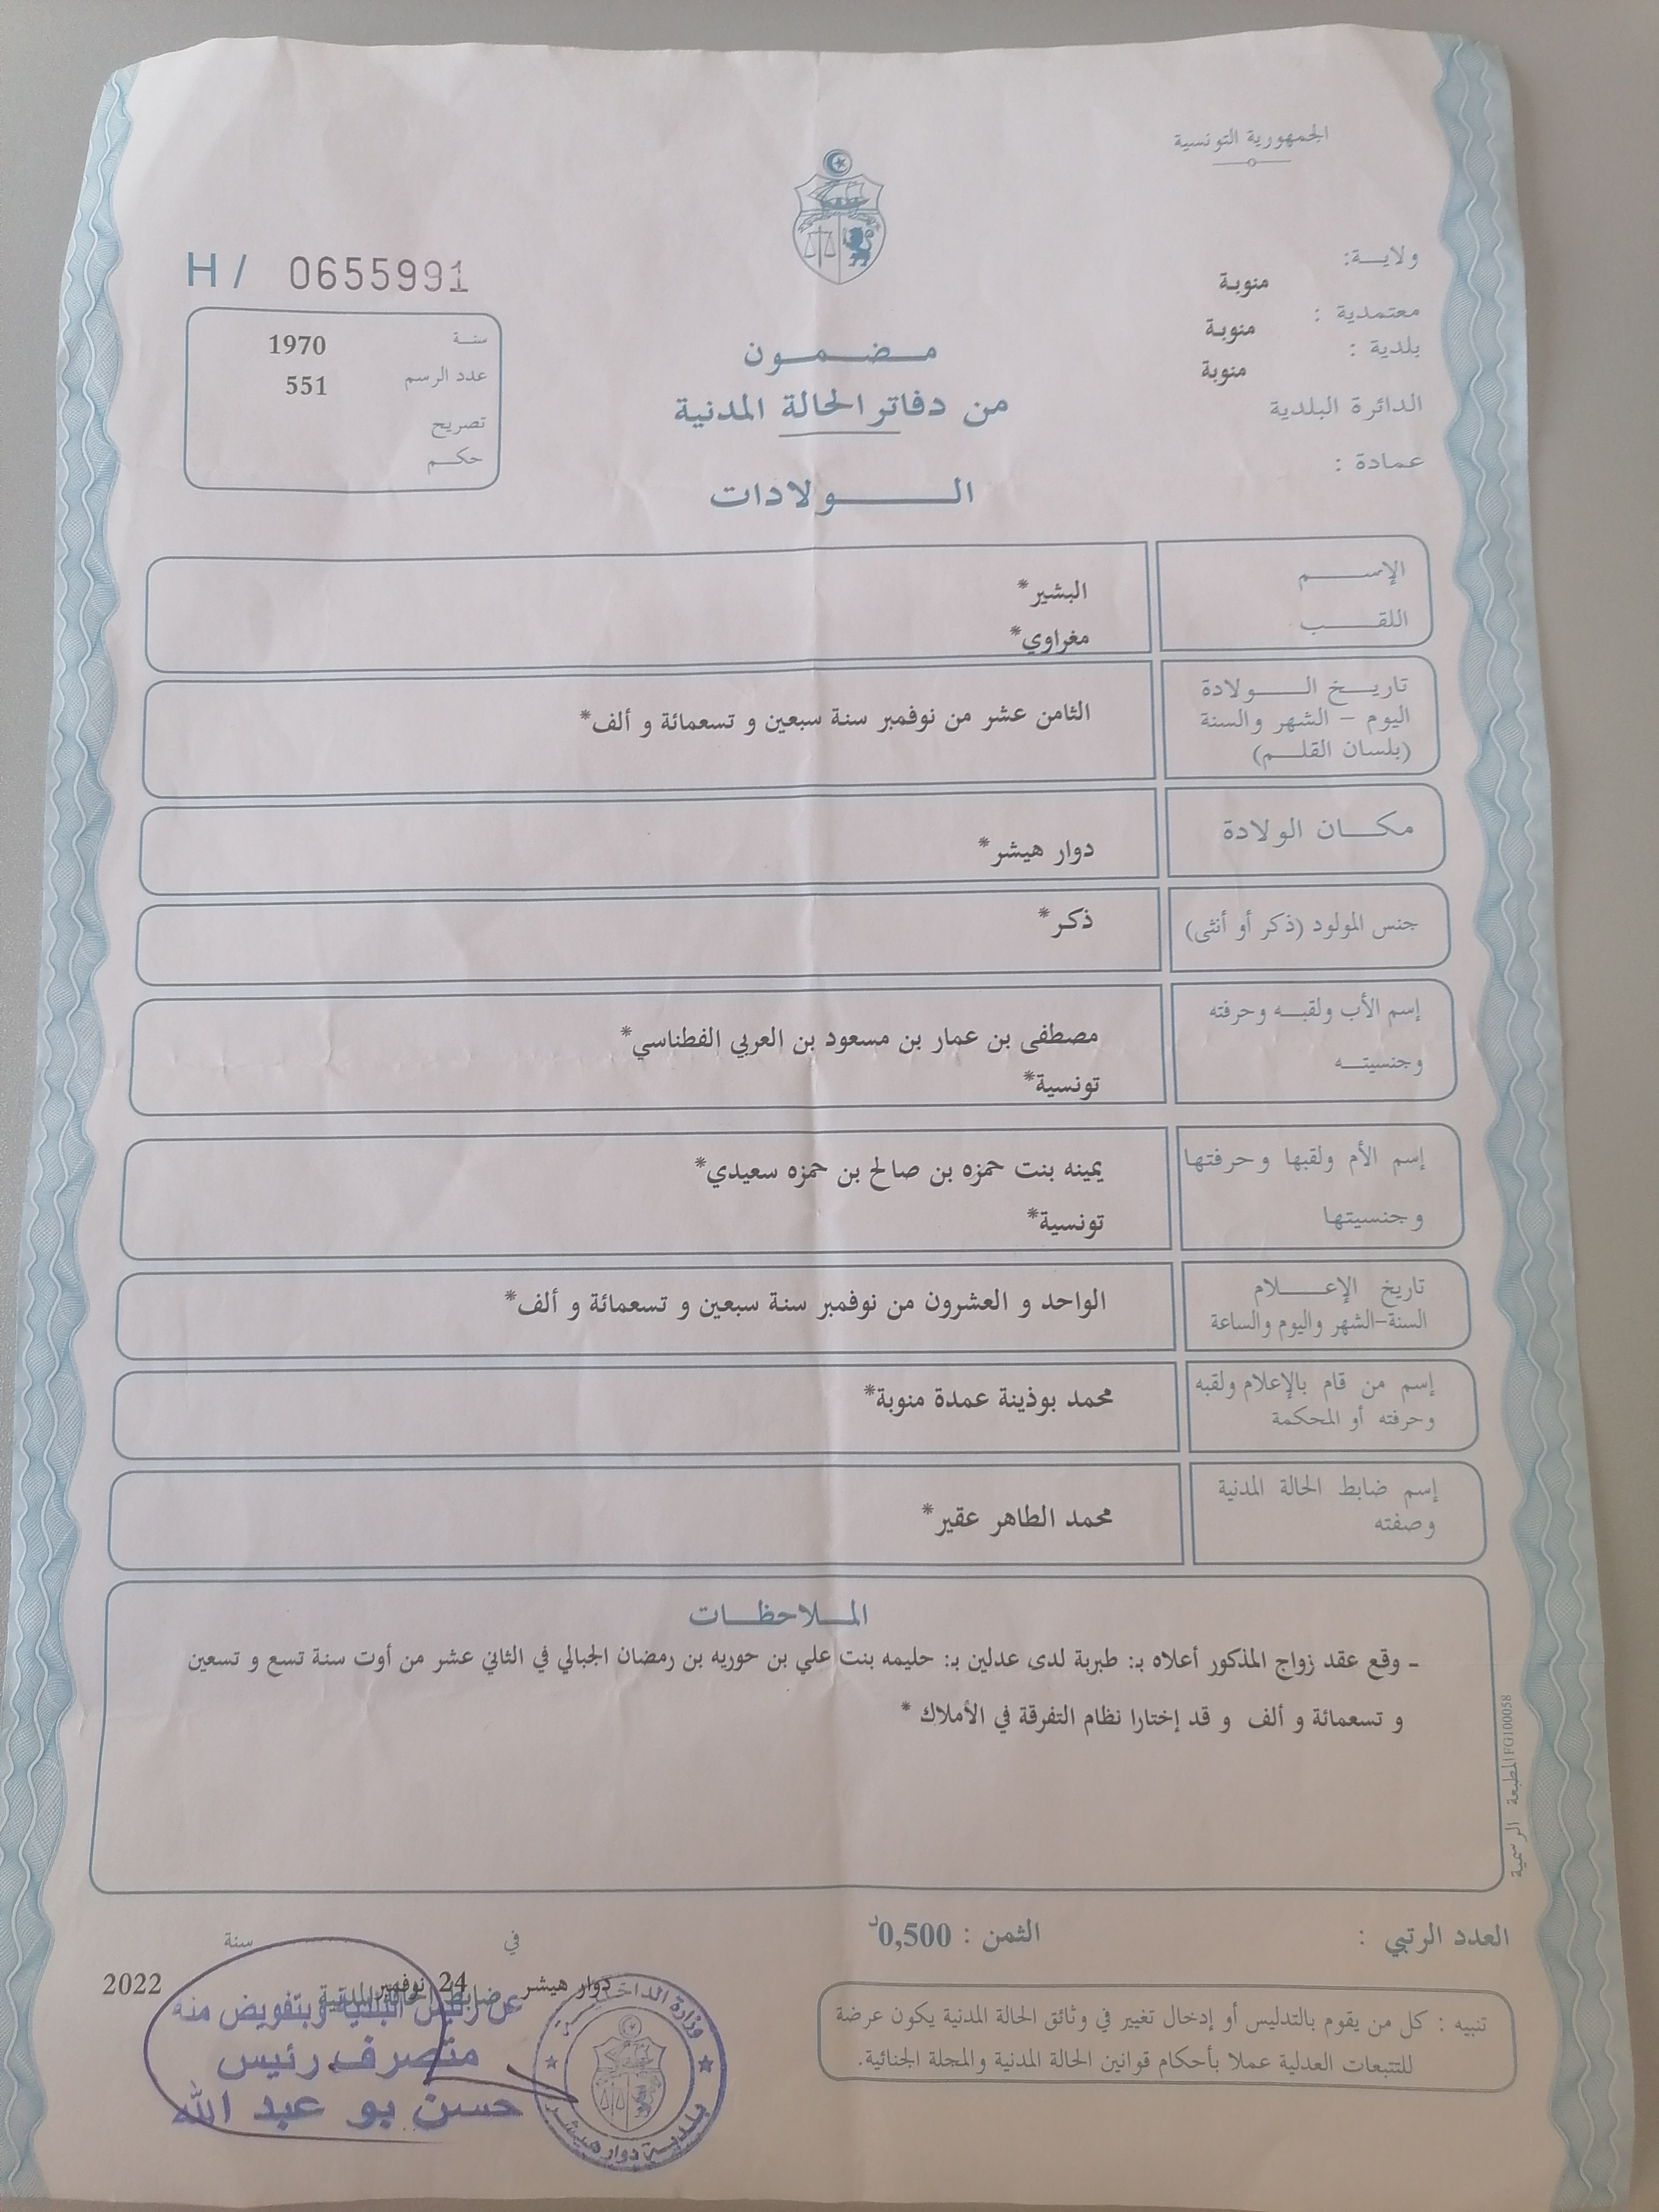 الجمهورية التونسية
ولايـة:
منوبة
معتمدية :
منوبة
بلدية :
منوبة
الدائرة البلدية
عمادة :
H / 0655991
سنة 1970
عدد الرسم 551
تصريح
حكم
مضمون
من دفاتر الحالة المدنية
الولادات
الإسم
البشير*
اللقب
مغراوي*
تاريخ الولادة
اليوم - الشهر والسنة
(بلسان القلم)
الثامن عشر من نوفمبر سنة سبعين و تسعمائة و ألف*
مكان الولادة
دوار هيشر*
جنس المولود (ذكر أو أنثى)
ذكر*
إسم الأب ولقبه وحرفته
وجنسيته
مصطفى بن عمار بن مسعود بن العربي الفطناسي*
تونسية*
إسم الأم ولقبها وحرفتها
وجنسيتها
يمينه بنت حمزه بن صالح بن حمزه سعيدي*
تونسية*
تاريخ الإعلام
السنة-الشهر واليوم والساعة
الواحد و العشرون من نوفمبر سنة سبعين و تسعمائة و ألف*
إسم من قام بالإعلام ولقبه
وحرفته أو المحكمة
محمد بوذينة عمدة منوبة*
إسم ضابط الحالة المدنية
وصفته
محمد الطاهر عقير*
الملاحظات
- وقع عقد زواج المذكور أعلاه بـ: طبربة لدى عدلين بـ: حليمه بنت علي بن حوريه بن رمضان الجبالي في الثاني عشر من أوت سنة تسع و تسعين
و تسعمائة و ألف و قد إختارا نظام التفرقة في الأملاك *
المطبعة الرسمية FG100058
العدد الرتبي :
الثمن : 0,500د
في سنة
دوار هيشر 24 نوفمبر 2022
ضابط الحالة المدنية
عن رئيس البلدية وبتفويض منه
متصرف رئيس
حسن بو عبد الله
وزارة الداخلية
بلدية دوار هيشر
تنبيه : كل من يقوم بالتدليس أو إدخال تغيير في وثائق الحالة المدنية يكون عرضة
للتتبعات العدلية عملا بأحكام قوانين الحالة المدنية والمجلة الجنائية.